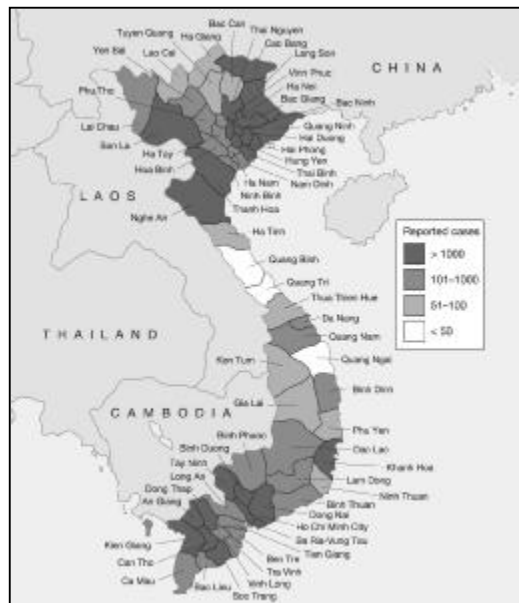 Bac Can
Thai Nguyen
Ha Giang
Cao Bang
Tuyen Quang
Lang Son
Lao Cai
Yen Bai
Vinh Phuc
CHINA
Ha Noi
Phu Tho
Bac Giang
Bac Ninh
Lai Chau
Quang Ninh
Hai Duong
Son La
Hai Phong
Ha Tay
Hung Yen
Thai Binh
Hoa Binh
Nam Dinh
Ha Nam
LAOS
Ninh Binh
Thanh Hoa
Nghe An
Ha Tinh
Reported cases
> 1000
101–1000
51–100
< 50
Quang Binh
Quang Tri
Thua Thien Hue
Da Nang
THAILAND
Quang Nam
Kon Tum
Quang Ngai
Binh Dinh
Gia Lai
CAMBODIA
Phu Yen
Binh Phuoc
Dac Lac
Binh Duong
Khanh Hoa
Tay Ninh
Lam Dong
Long An
Ninh Thuan
Dong Thap
Binh Thuan
An Giang
Dong Nai
Ho Chi Minh City
Ba Ria-Vung Tau
Kien Giang
Tien Giang
Can Tho
Ben Tre
Tra Vinh
Ca Mau
Vinh Long
Bac Lieu
Soc Trang